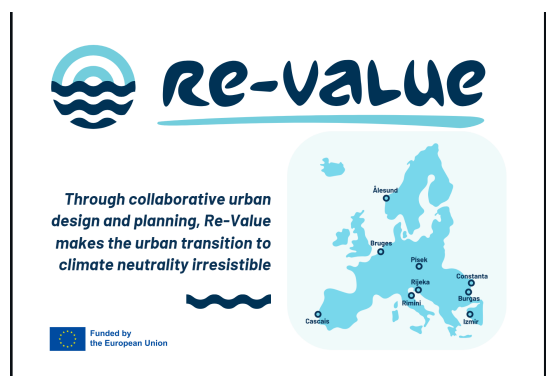 Re-Value
Through collaborative urban
design and planning, Re-Value
makes the urban transition to
climate neutrality irresistible
Ålesund
Bruges
Pisek
Constanta
Rijeka
Burgas
Rimini
Cascais
Izmir
Funded by
the European Union